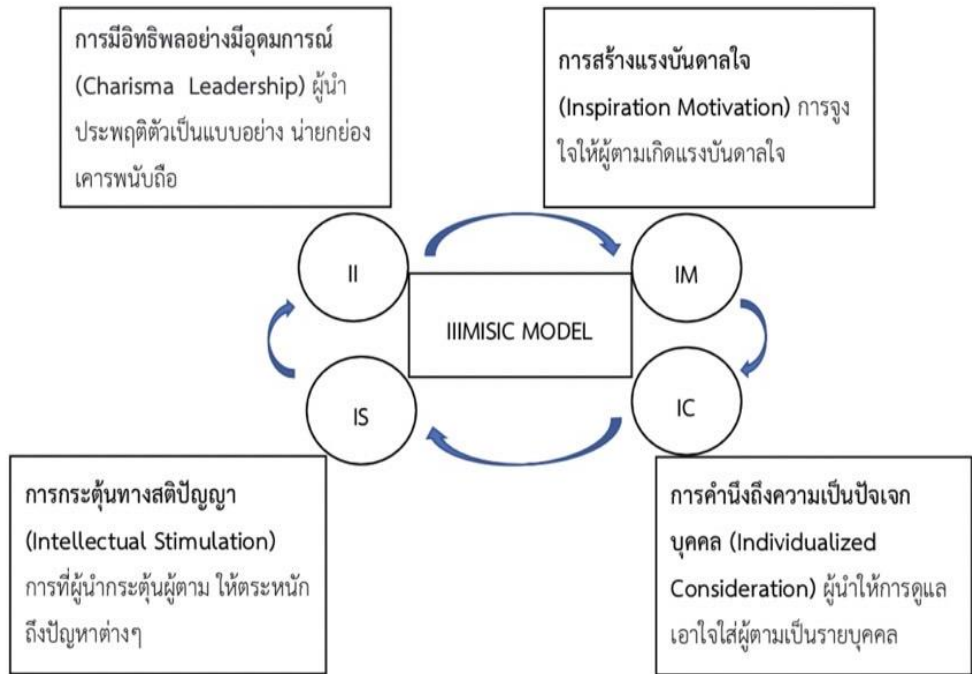 การมีอิทธิพลอย่างมีอุดมการณ์
(Charisma Leadership) ผู้นำ
ประพฤติตัวเป็นแบบอย่าง น่ายกย่อง
เคารพนับถือ
การสร้างแรงบันดาลใจ
(Inspiration Motivation) การจูง
ใจให้ผู้ตามเกิดแรงบันดาลใจ
II
IM
IIIMISIC MODEL
IS
IC
การกระตุ้นทางสติปัญญา
(Intellectual Stimulation)
การที่ผู้นำกระตุ้นผู้ตาม ให้ตระหนัก
ถึงปัญหาต่างๆ
การคำนึงถึงความเป็นปัจเจก
บุคคล (Individualized
Consideration) ผู้นำให้การดูแล
เอาใจใส่ผู้ตามเป็นรายบุคคล